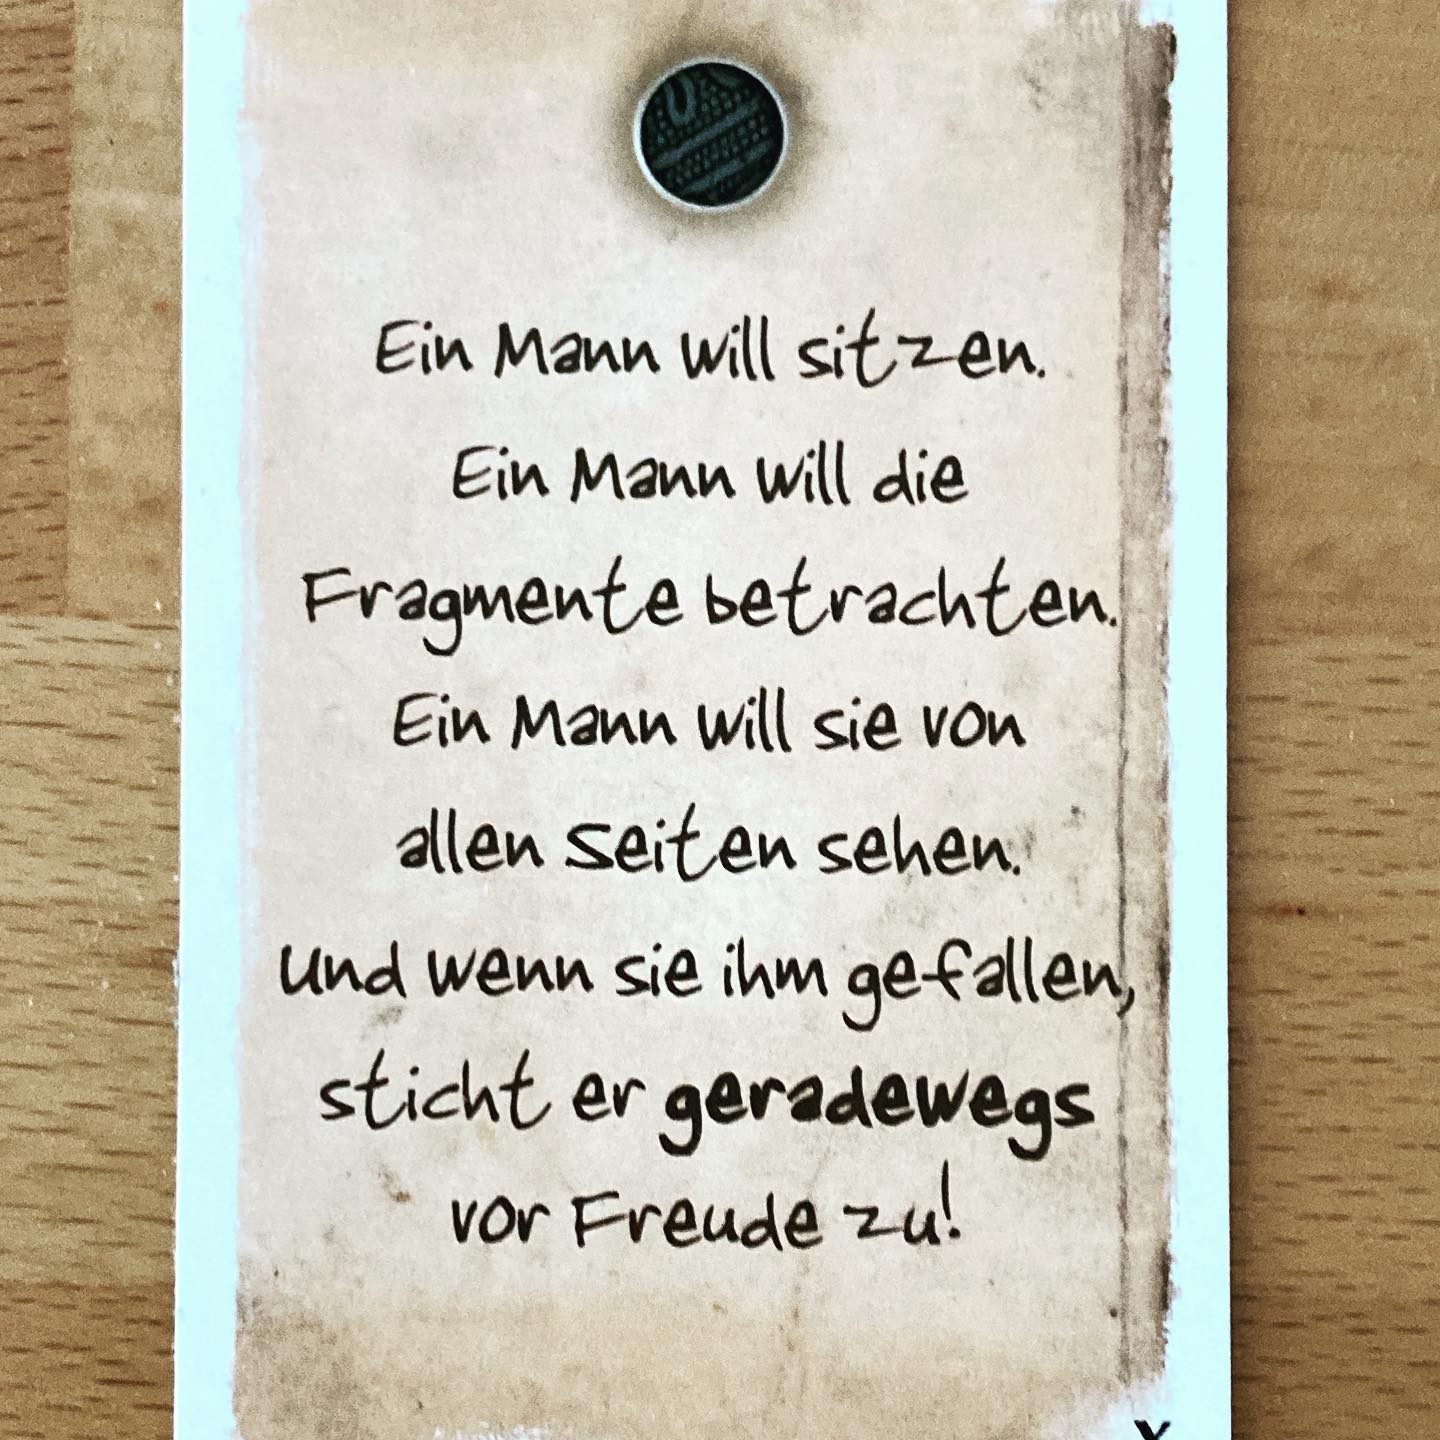 Ein Mann will sitzen.
Ein Mann will die
Fragmente betrachten.
Ein Mann will sie von
allen Seiten sehen.
Und wenn sie ihm gefallen,
sticht er geradewegs
vor Freude zu!